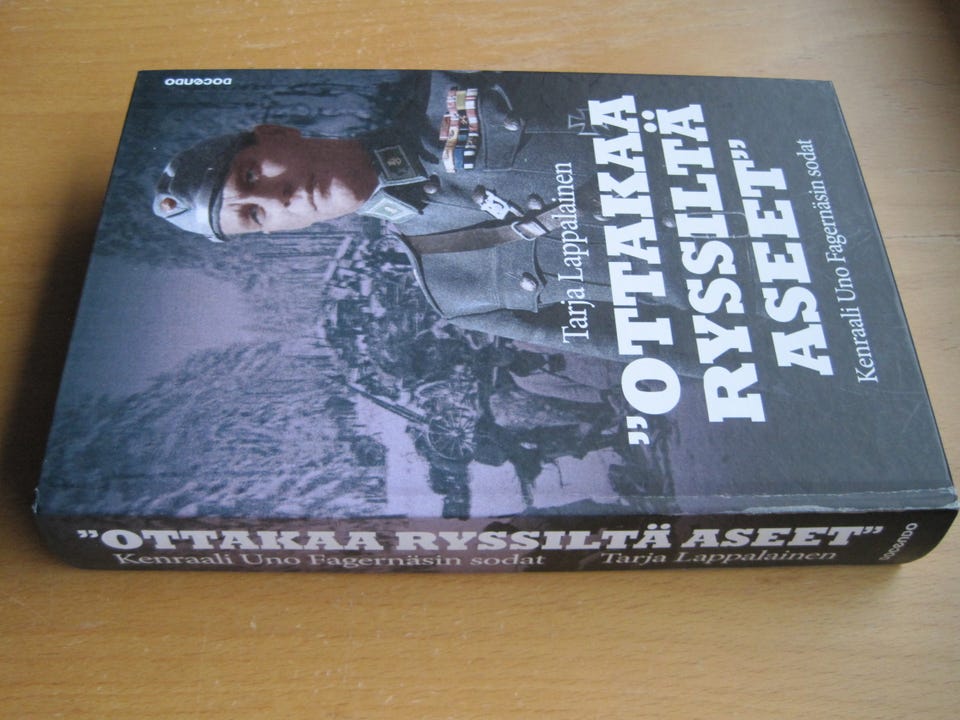 Tarja Lappalainen
”OTTAKAA
RYSSILTÄ
ASEET”
Kenraali Uno Fagernäsin sodat
DOCENDO
”OTTAKAA RYSSILTÄ ASEET”
Kenraali Uno Fagernäsin sodat
Tarja Lappalainen
DOCENDO